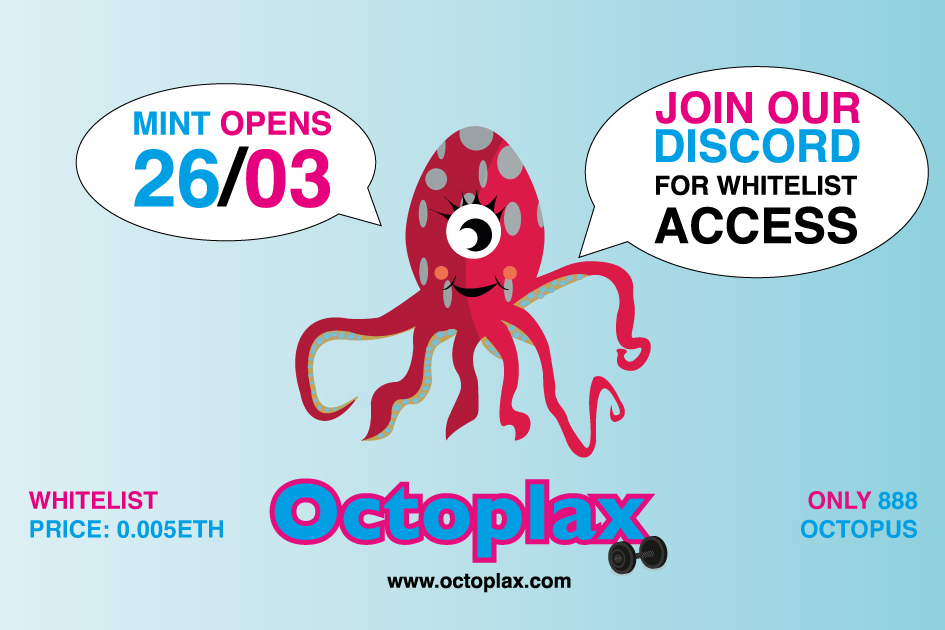 MINT OPENS
26/03
JOIN OUR
DISCORD
FOR WHITELIST
ACCESS
WHITELIST
PRICE: 0.005ETH
Octoplax
www.octoplax.com
ONLY 888
OCTOPUS